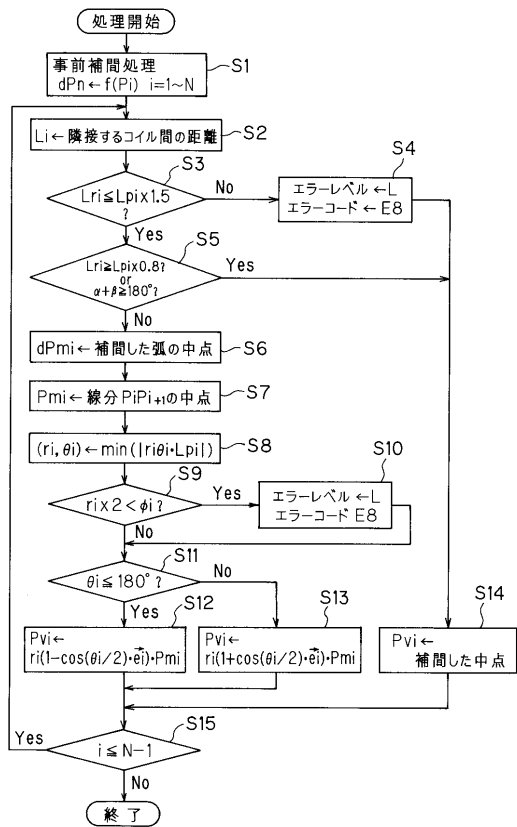 処理開始
事前補間処理
dPn←f(Pi) i=1~N
S1
Li←隣接するコイル間の距離
S2
Lri≦Lpi×1.5
?
S3
No
Yes
エラーレベル←L
エラーコード←E8
S4
Lri≧Lpi×0.8?
or
α+β≧180°?
S5
Yes
No
dPmi←補間した弧の中点
S6
Pmi←線分PiPi+1の中点
S7
(ri,θi)←min(|riθi・Lpi|)
S8
ri×2<φi?
S9
Yes
No
エラーレベル←L
エラーコード E8
S10
θi≦180°?
S11
No
Yes
Pvi←
ri(1-cos(θi/2)・e⃗i)・Pmi
S12
Pvi←
ri(1+cos(θi/2)・e⃗i)・Pmi
S13
Pvi←
補間した中点
S14
i≦N-1
S15
Yes
No
終了